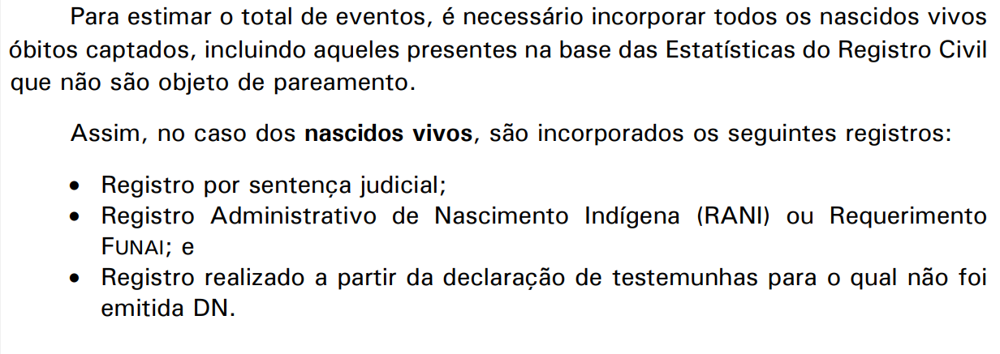 Para estimar o total de eventos, é necessário incorporar todos os nascidos vivos
óbitos captados, incluindo aqueles presentes na base das Estatísticas do Registro Civil
que não são objeto de pareamento.
Assim, no caso dos nascidos vivos, são incorporados os seguintes registros:
• Registro por sentença judicial;
• Registro Administrativo de Nascimento Indígena (RANI) ou Requerimento
FUNAI; e
• Registro realizado a partir da declaração de testemunhas para o qual não foi
emitida DN.